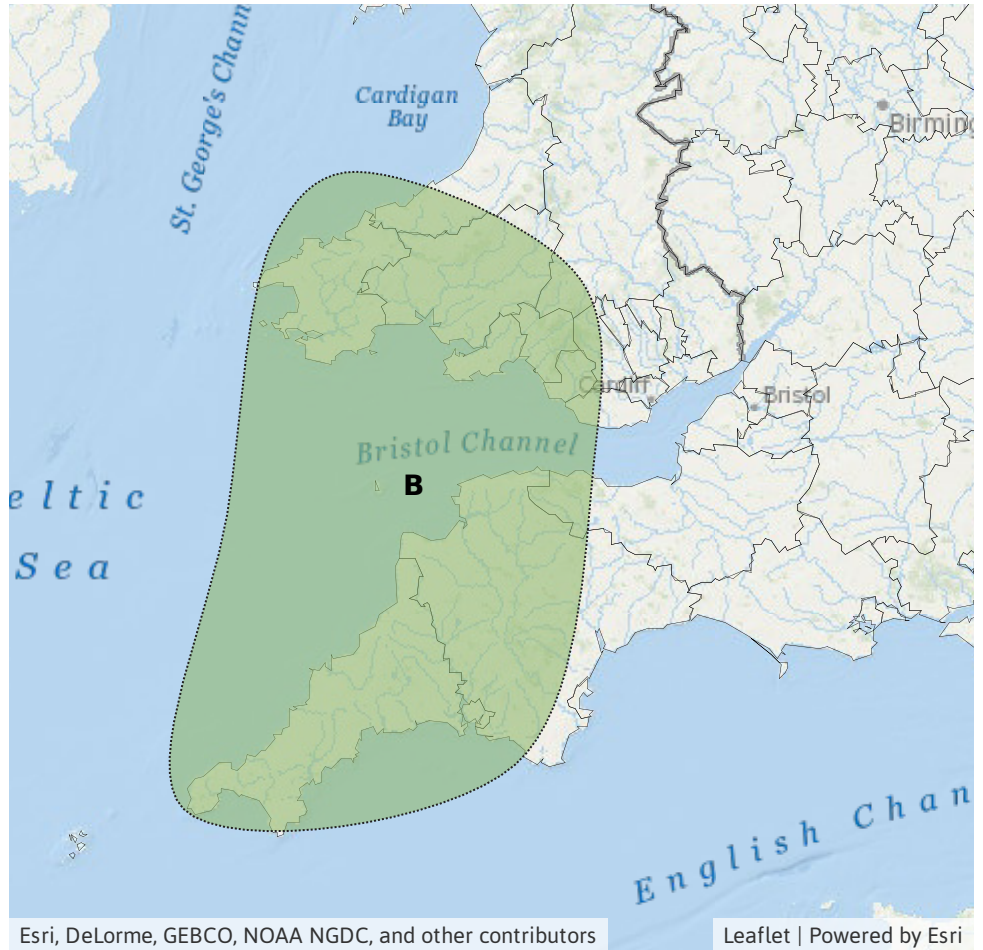 St. George's Chann
Cardigan
Bay
Birming
Cardiff
Bristol
Bristol Channel
B
eltic
Sea
English Chan
Esri, DeLorme, GEBCO, NOAA NGDC, and other contributors
Leaflet | Powered by Esri